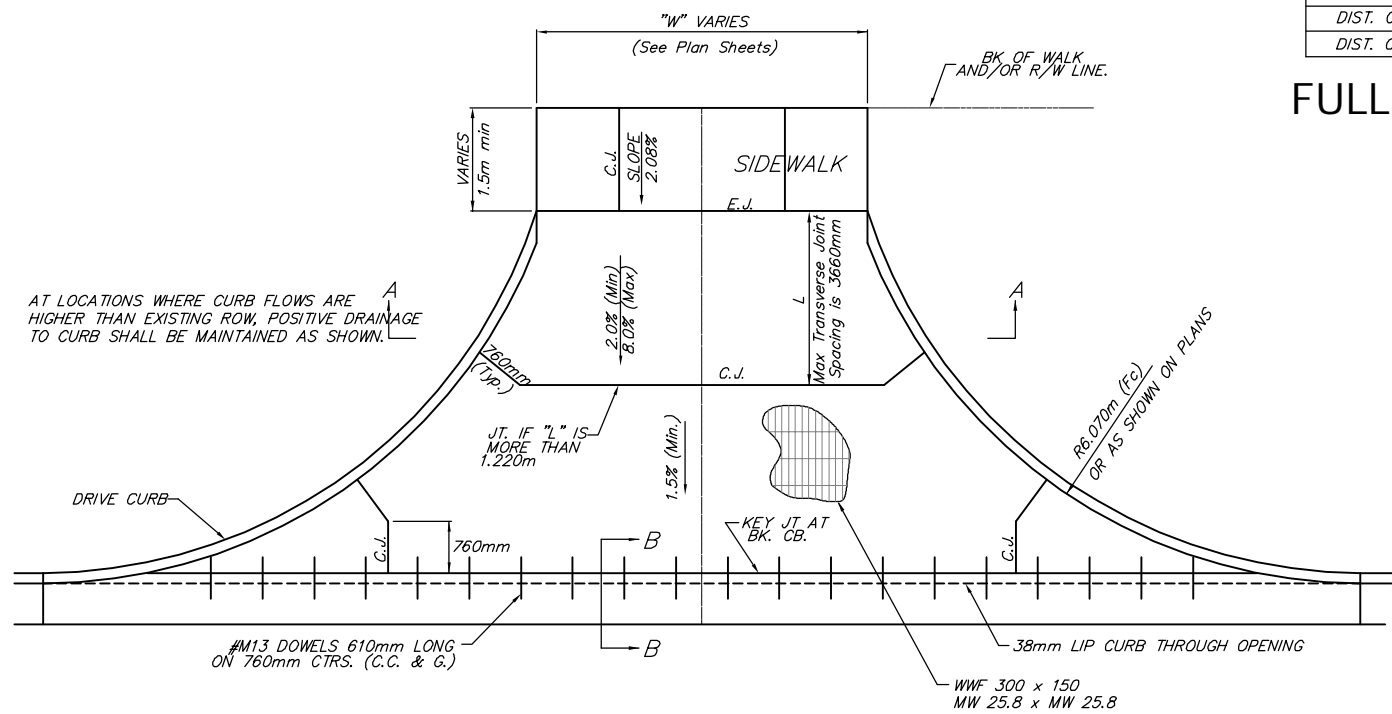 "W" VARIES
(See Plan Sheets)
DIST.
DIST.
FULL
BK OF WALK
AND/OR R/W LINE.
VARIES
1.5m min
C.J.
SLOPE
2.08%
SIDEWALK
E.J.
AT LOCATIONS WHERE CURB FLOWS ARE
HIGHER THAN EXISTING ROW, POSITIVE DRAINAGE
TO CURB SHALL BE MAINTAINED AS SHOWN.
A
A
2.0% (Min)
8.0% (Max)
L
Max Transverse Joint
Spacing is 3660mm
760mm
(Typ.)
C.J.
R6.070m (Fc)
OR AS SHOWN ON PLANS
JT. IF "L" IS
MORE THAN
1.220m
1.5% (Min.)
DRIVE CURB
C.J.
760mm
B
KEY JT AT
BK. CB.
C.J.
#M13 DOWELS 610mm LONG
ON 760mm CTRS. (C.C. & G.)
B
38mm LIP CURB THROUGH OPENING
WWF 300 x 150
MW 25.8 x MW 25.8